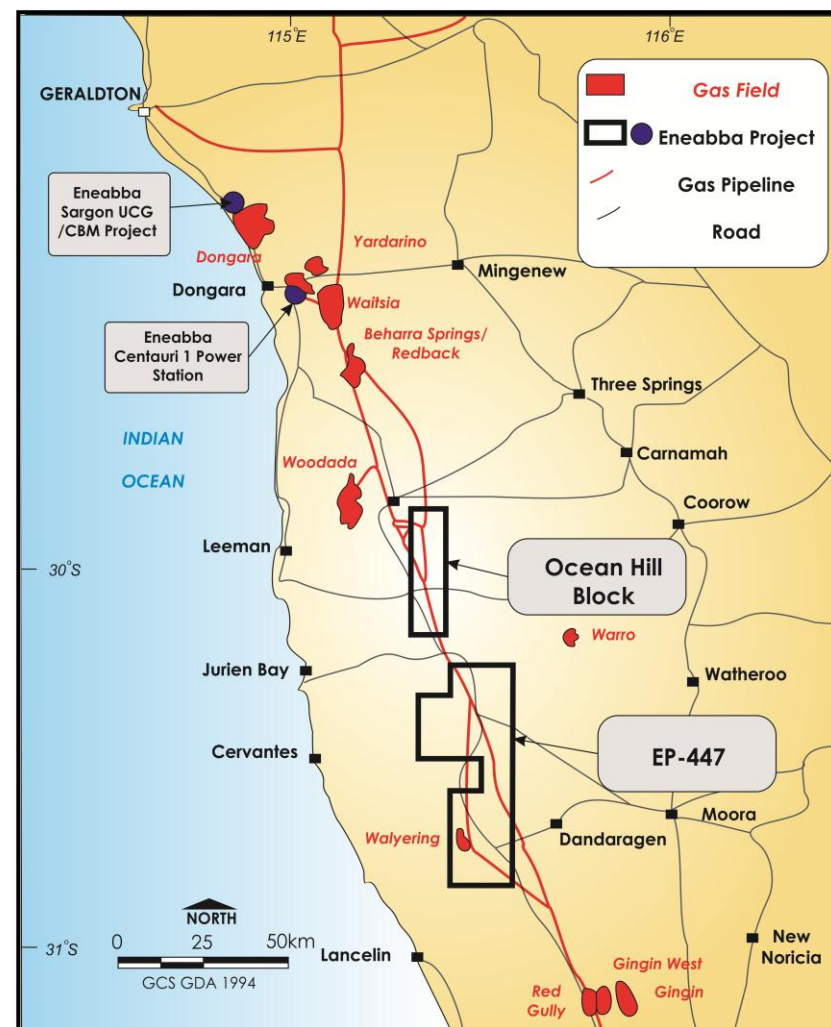 115°E
116°E
GERALDTON
Gas Field
Eneabba Project
Gas Pipeline
Road
Eneabba
Sargon UCG
/CBM Project
Dongara
Yardarino
Mingenew
Dongara
Waitsia
Eneabba
Centauri 1 Power
Station
Beharra Springs/
Redback
Three Springs
INDIAN
OCEAN
Carnamah
Woodada
Coorow
Leeman
30°S
Ocean Hill
Block
Warro
Jurien Bay
Watheroo
Cervantes
EP-447
Moora
Walyering
Dandaragen
NORTH
0 25 50km
GCS GDA 1994
31°S
Lancelin
New
Noricia
Gingin West
Red
Gully
Gingin